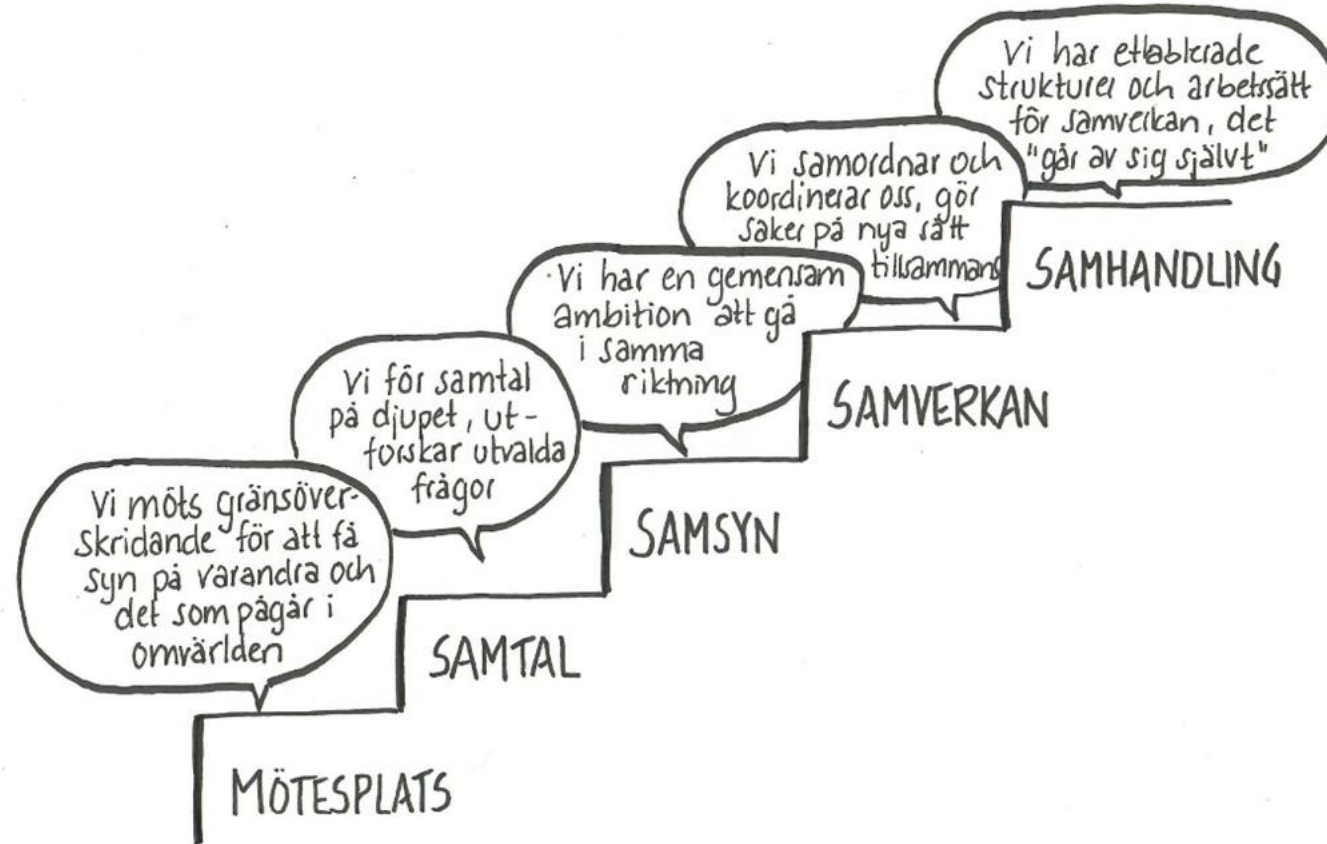 Vi har etablerade
strukturer och arbetssätt
för samverkan, det
"går av sig självt"
SAMHANDLING
Vi samordnar och
koordinerar oss, gör
saker på nya sätt
tillsammans
SAMVERKAN
Vi har en gemensam
ambition att gå
i samma
riktning
SAMSYN
Vi för samtal
på djupet, ut-
forskar utvalda
frågor
SAMTAL
Vi möts gränsöver-
skridande för att få
syn på varandra och
det som pågår i
omvärlden
MÖTESPLATS